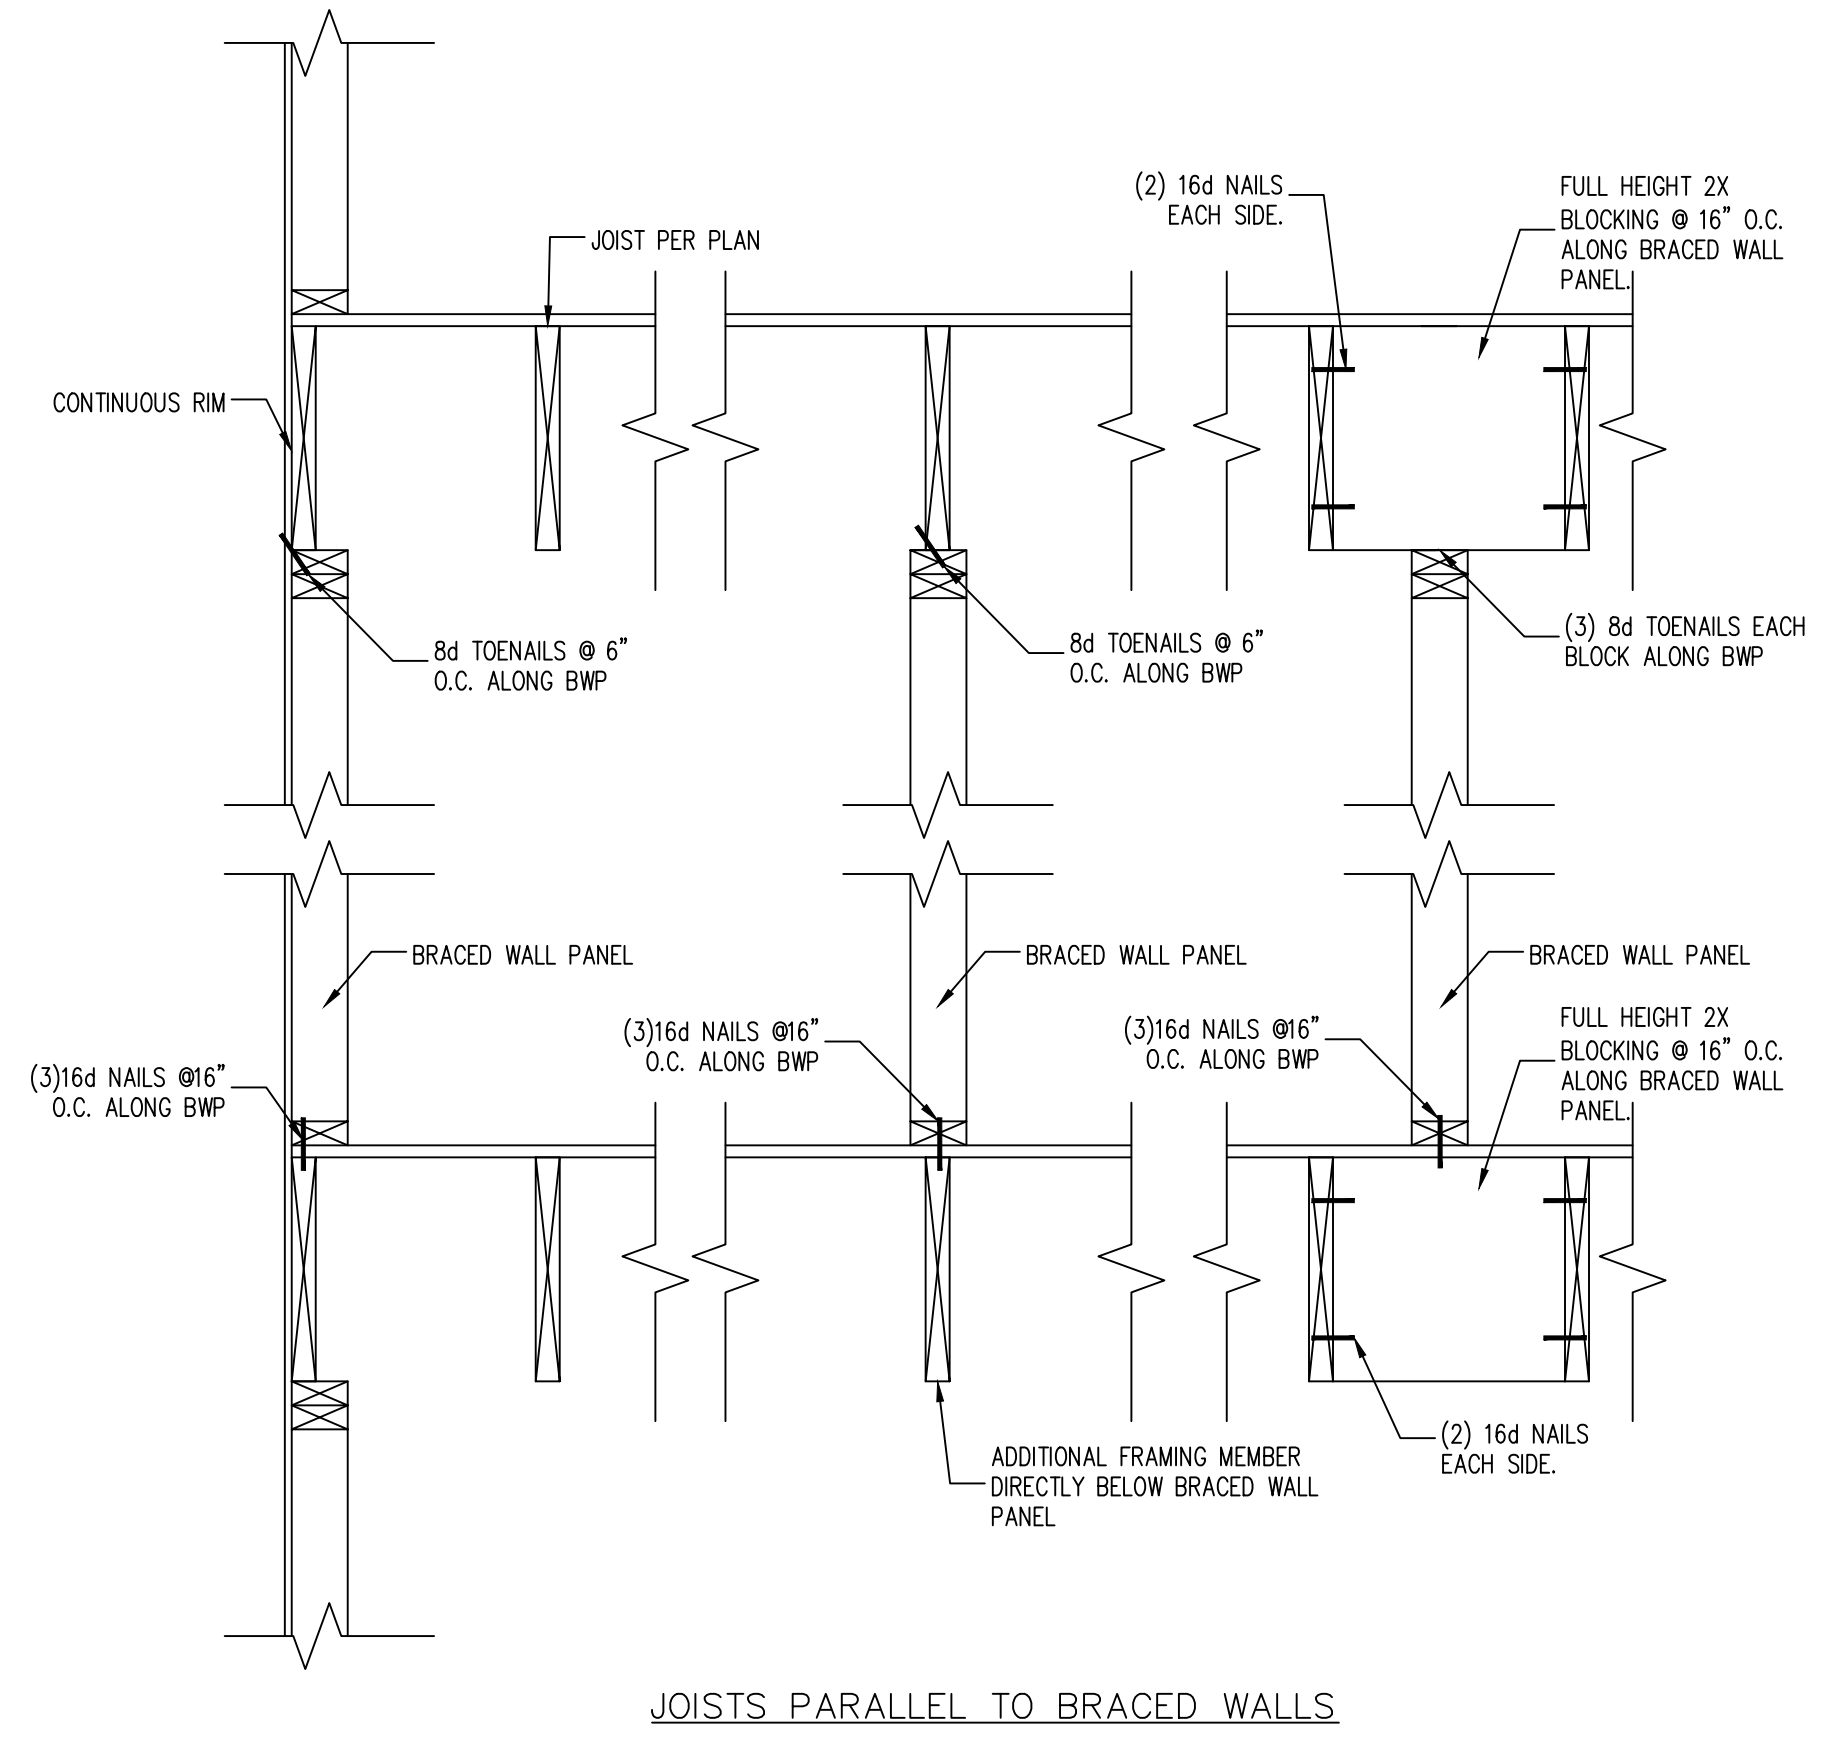 (2) 16d NAILS
EACH SIDE.
FULL HEIGHT 2X
BLOCKING @ 16” O.C.
ALONG BRACED WALL
PANEL.
JOIST PER PLAN
CONTINUOUS RIM
8d TOENAILS @ 6”
O.C. ALONG BWP
8d TOENAILS @ 6”
O.C. ALONG BWP
(3) 8d TOENAILS EACH
BLOCK ALONG BWP
BRACED WALL PANEL
BRACED WALL PANEL
BRACED WALL PANEL
(3)16d NAILS @16”
O.C. ALONG BWP
(3)16d NAILS @16”
O.C. ALONG BWP
(3)16d NAILS @16”
O.C. ALONG BWP
FULL HEIGHT 2X
BLOCKING @ 16” O.C.
ALONG BRACED WALL
PANEL.
(2) 16d NAILS
EACH SIDE.
ADDITIONAL FRAMING MEMBER
DIRECTLY BELOW BRACED WALL
PANEL
JOISTS PARALLEL TO BRACED WALLS